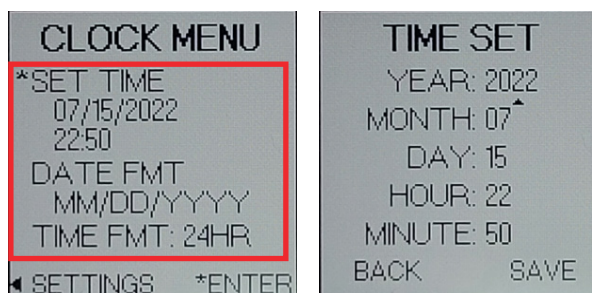 CLOCK MENU
*SET TIME
07/15/2022
22:50
DATE FMT
MM/DD/YYYY
TIME FMT: 24HR
◀ SETTINGS *ENTER
TIME SET
YEAR: 2022
MONTH: 07
DAY: 15
HOUR: 22
MINUTE: 50
BACK SAVE